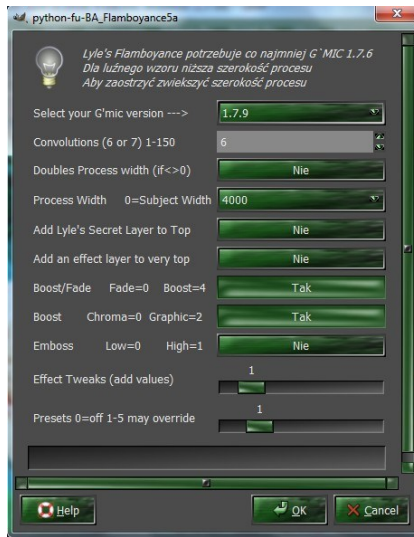 python-fu-BA_Flamboyance5a
Lyle's Flamboyance potrzebuje co najmniej G`MIC 1.7.6
Dla luźnego wzoru niższa szerokość procesu
Aby zaostrzyć zwiekszyć szerokość procesu
Select your G'mic version ---> 1.7.9
Convolutions (6 or 7) 1-150 6
Doubles Process width (if<>0) Nie
Process Width 0=Subject Width 4000
Add Lyle's Secret Layer to Top Nie
Add an effect layer to very top Nie
Boost/Fade Fade=0 Boost=4 Tak
Boost Chroma=0 Graphic=2 Tak
Emboss Low=0 High=1 Nie
Effect Tweaks (add values) 1
Presets 0=off 1-5 may override 1
Help OK Cancel